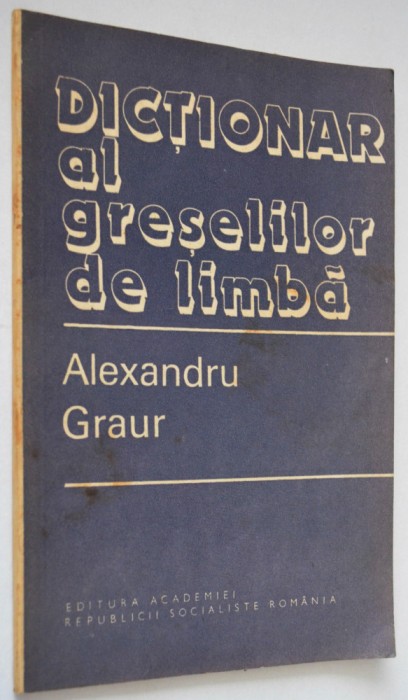 DICȚIONAR
al
greșelilor
de limbă
Alexandru
Graur
EDITURA ACADEMIEI
REPUBLICII SOCIALISTE ROMÂNIA